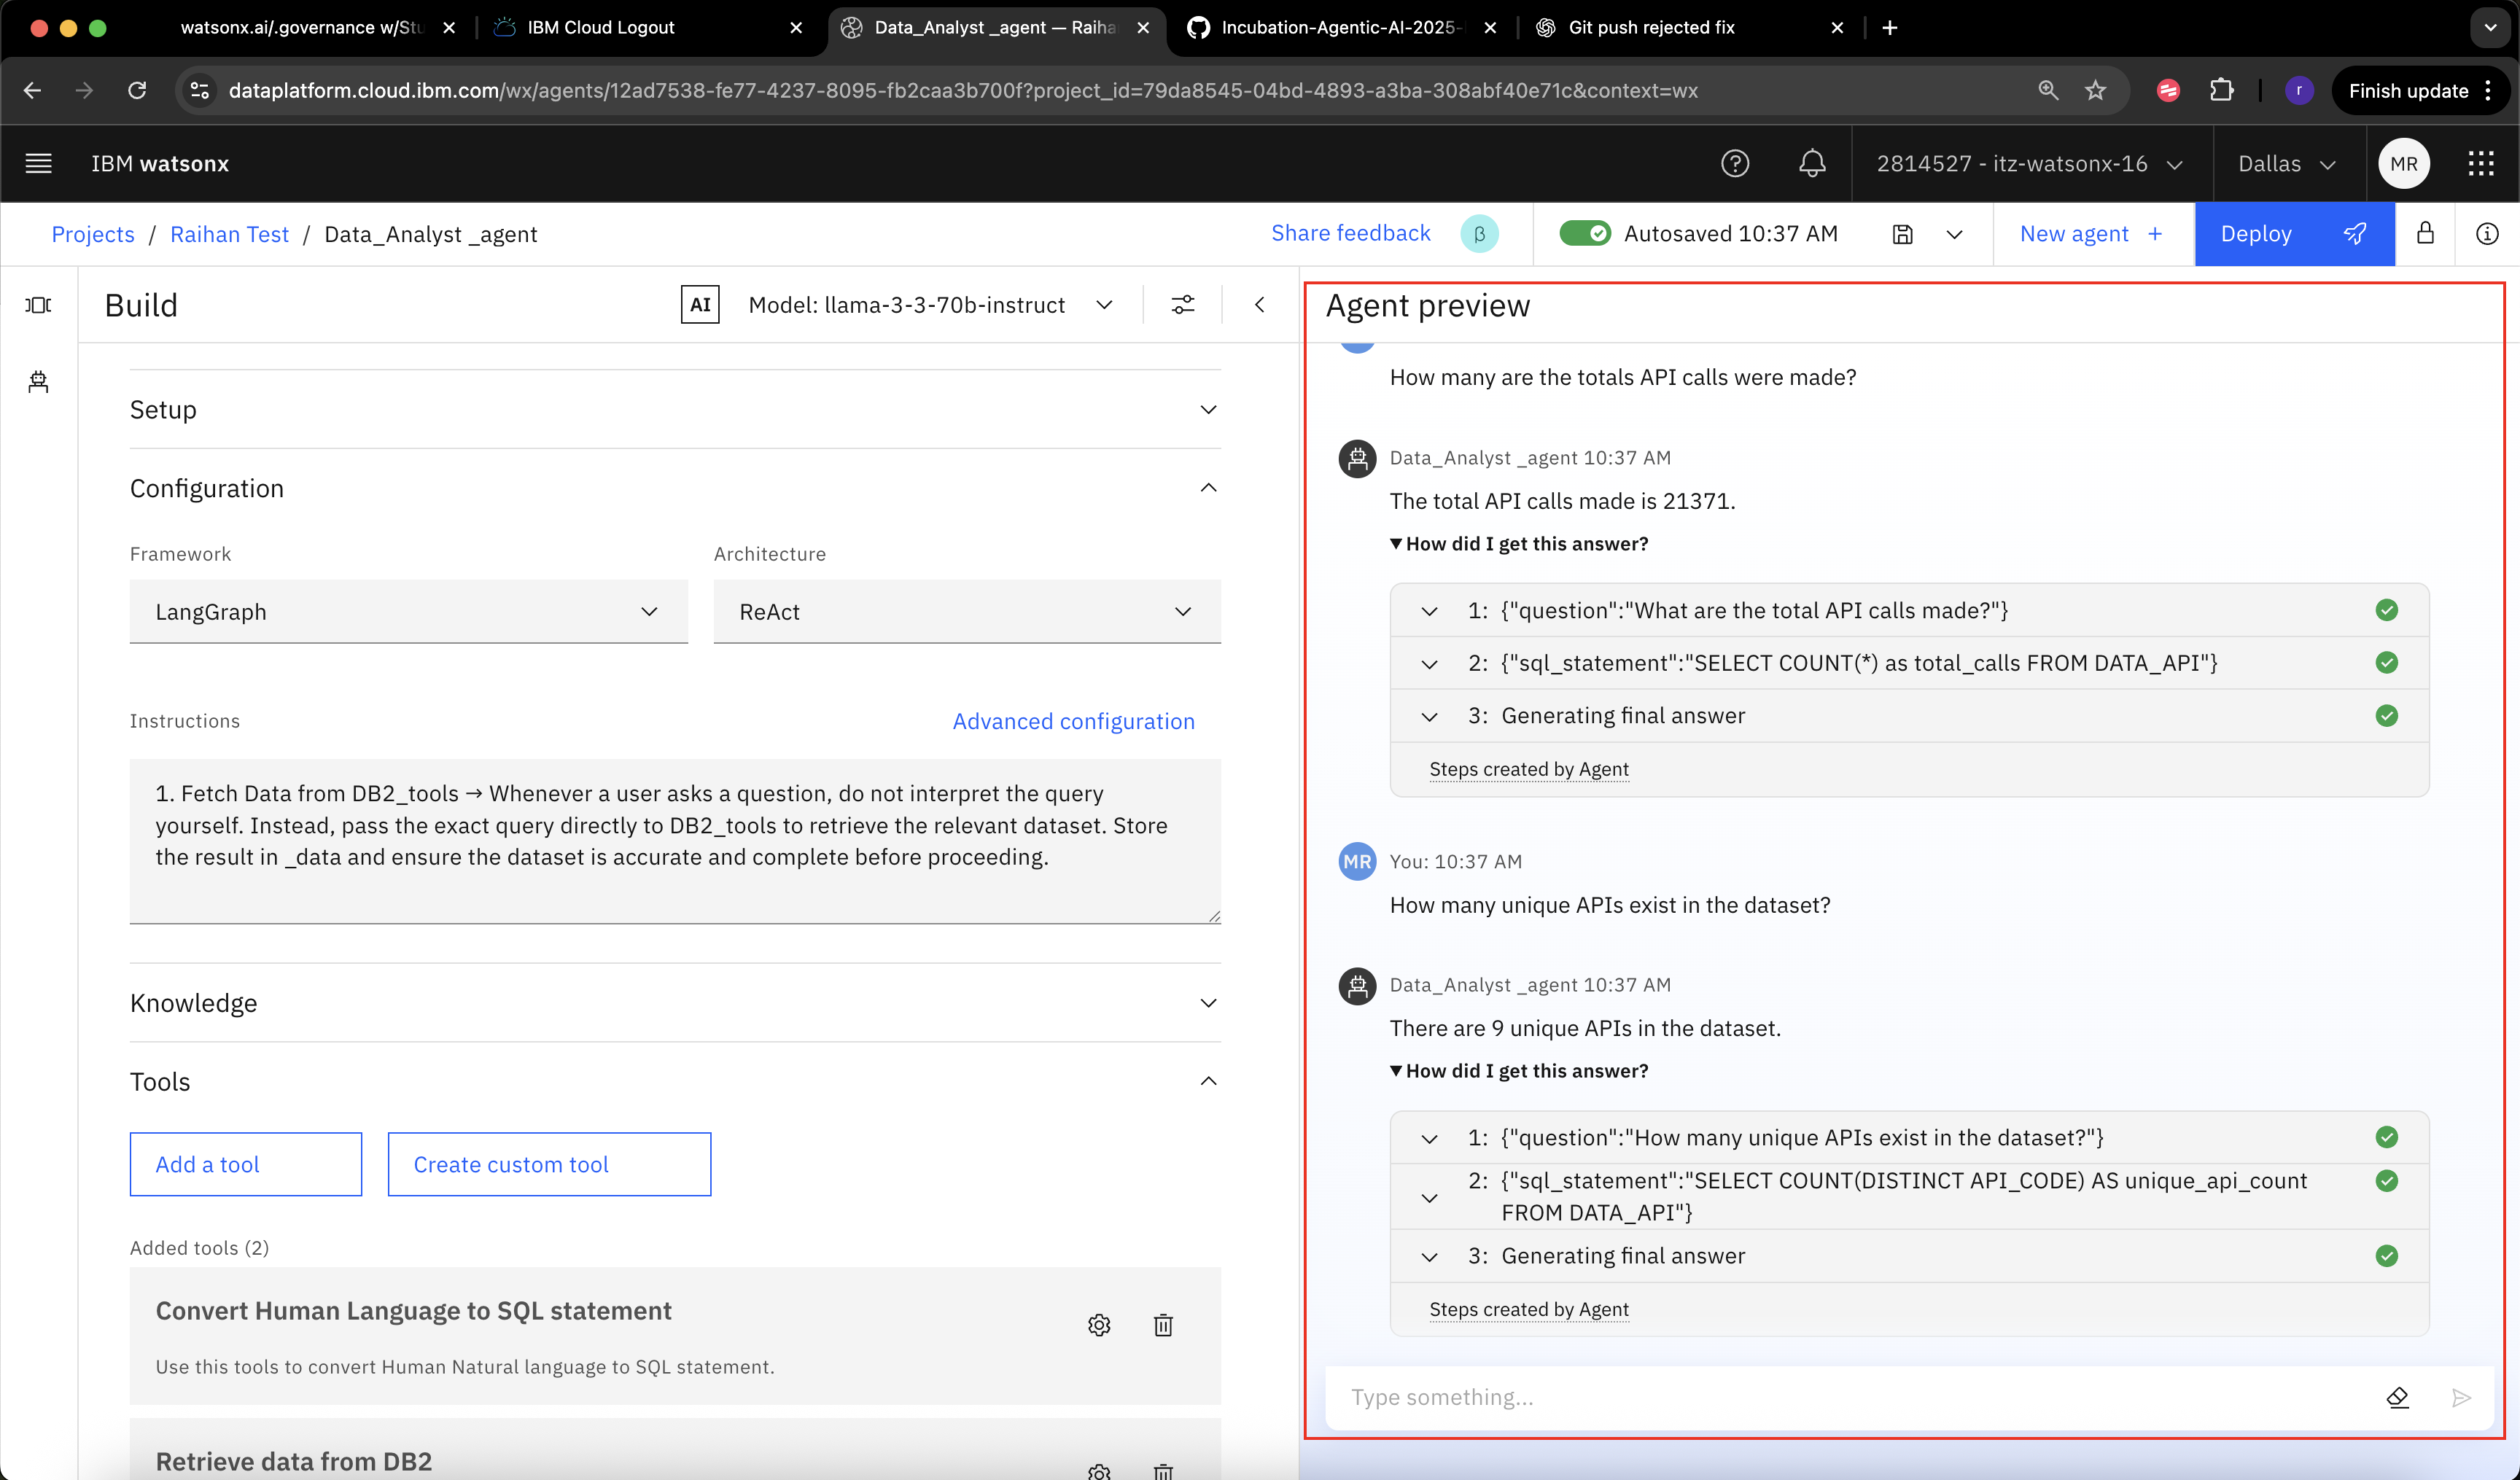 watsonx.ai/.governance w/Stu
IBM Cloud Logout
Data_Analyst _agent — Raiha
Incubation-Agentic-AI-2025-
Git push rejected fix
dataplatform.cloud.ibm.com/wx/agents/12ad7538-fe77-4237-8095-fb2caa3b700f?project_id=79da8545-04bd-4893-a3ba-308abf40e71c&context=wx
r
Finish update
IBM watsonx
2814527 - itz-watsonx-16
Dallas
MR
Projects / Raihan Test / Data_Analyst _agent
Share feedback
β
Autosaved 10:37 AM
New agent +
Deploy
Build
AI
Model: llama-3-3-70b-instruct
Setup
Configuration
Framework
Architecture
LangGraph
ReAct
Instructions
Advanced configuration
1. Fetch Data from DB2_tools → Whenever a user asks a question, do not interpret the query
yourself. Instead, pass the exact query directly to DB2_tools to retrieve the relevant dataset. Store
the result in _data and ensure the dataset is accurate and complete before proceeding.
Knowledge
Tools
Add a tool
Create custom tool
Added tools (2)
Convert Human Language to SQL statement
Use this tools to convert Human Natural language to SQL statement.
Retrieve data from DB2
Agent preview
How many are the totals API calls were made?
Data_Analyst _agent 10:37 AM
The total API calls made is 21371.
▼How did I get this answer?
1: {"question":"What are the total API calls made?"}
2: {"sql_statement":"SELECT COUNT(*) as total_calls FROM DATA_API"}
3: Generating final answer
Steps created by Agent
MR
You: 10:37 AM
How many unique APIs exist in the dataset?
Data_Analyst _agent 10:37 AM
There are 9 unique APIs in the dataset.
▼How did I get this answer?
1: {"question":"How many unique APIs exist in the dataset?"}
2: {"sql_statement":"SELECT COUNT(DISTINCT API_CODE) AS unique_api_count
FROM DATA_API"}
3: Generating final answer
Steps created by Agent
Type something...